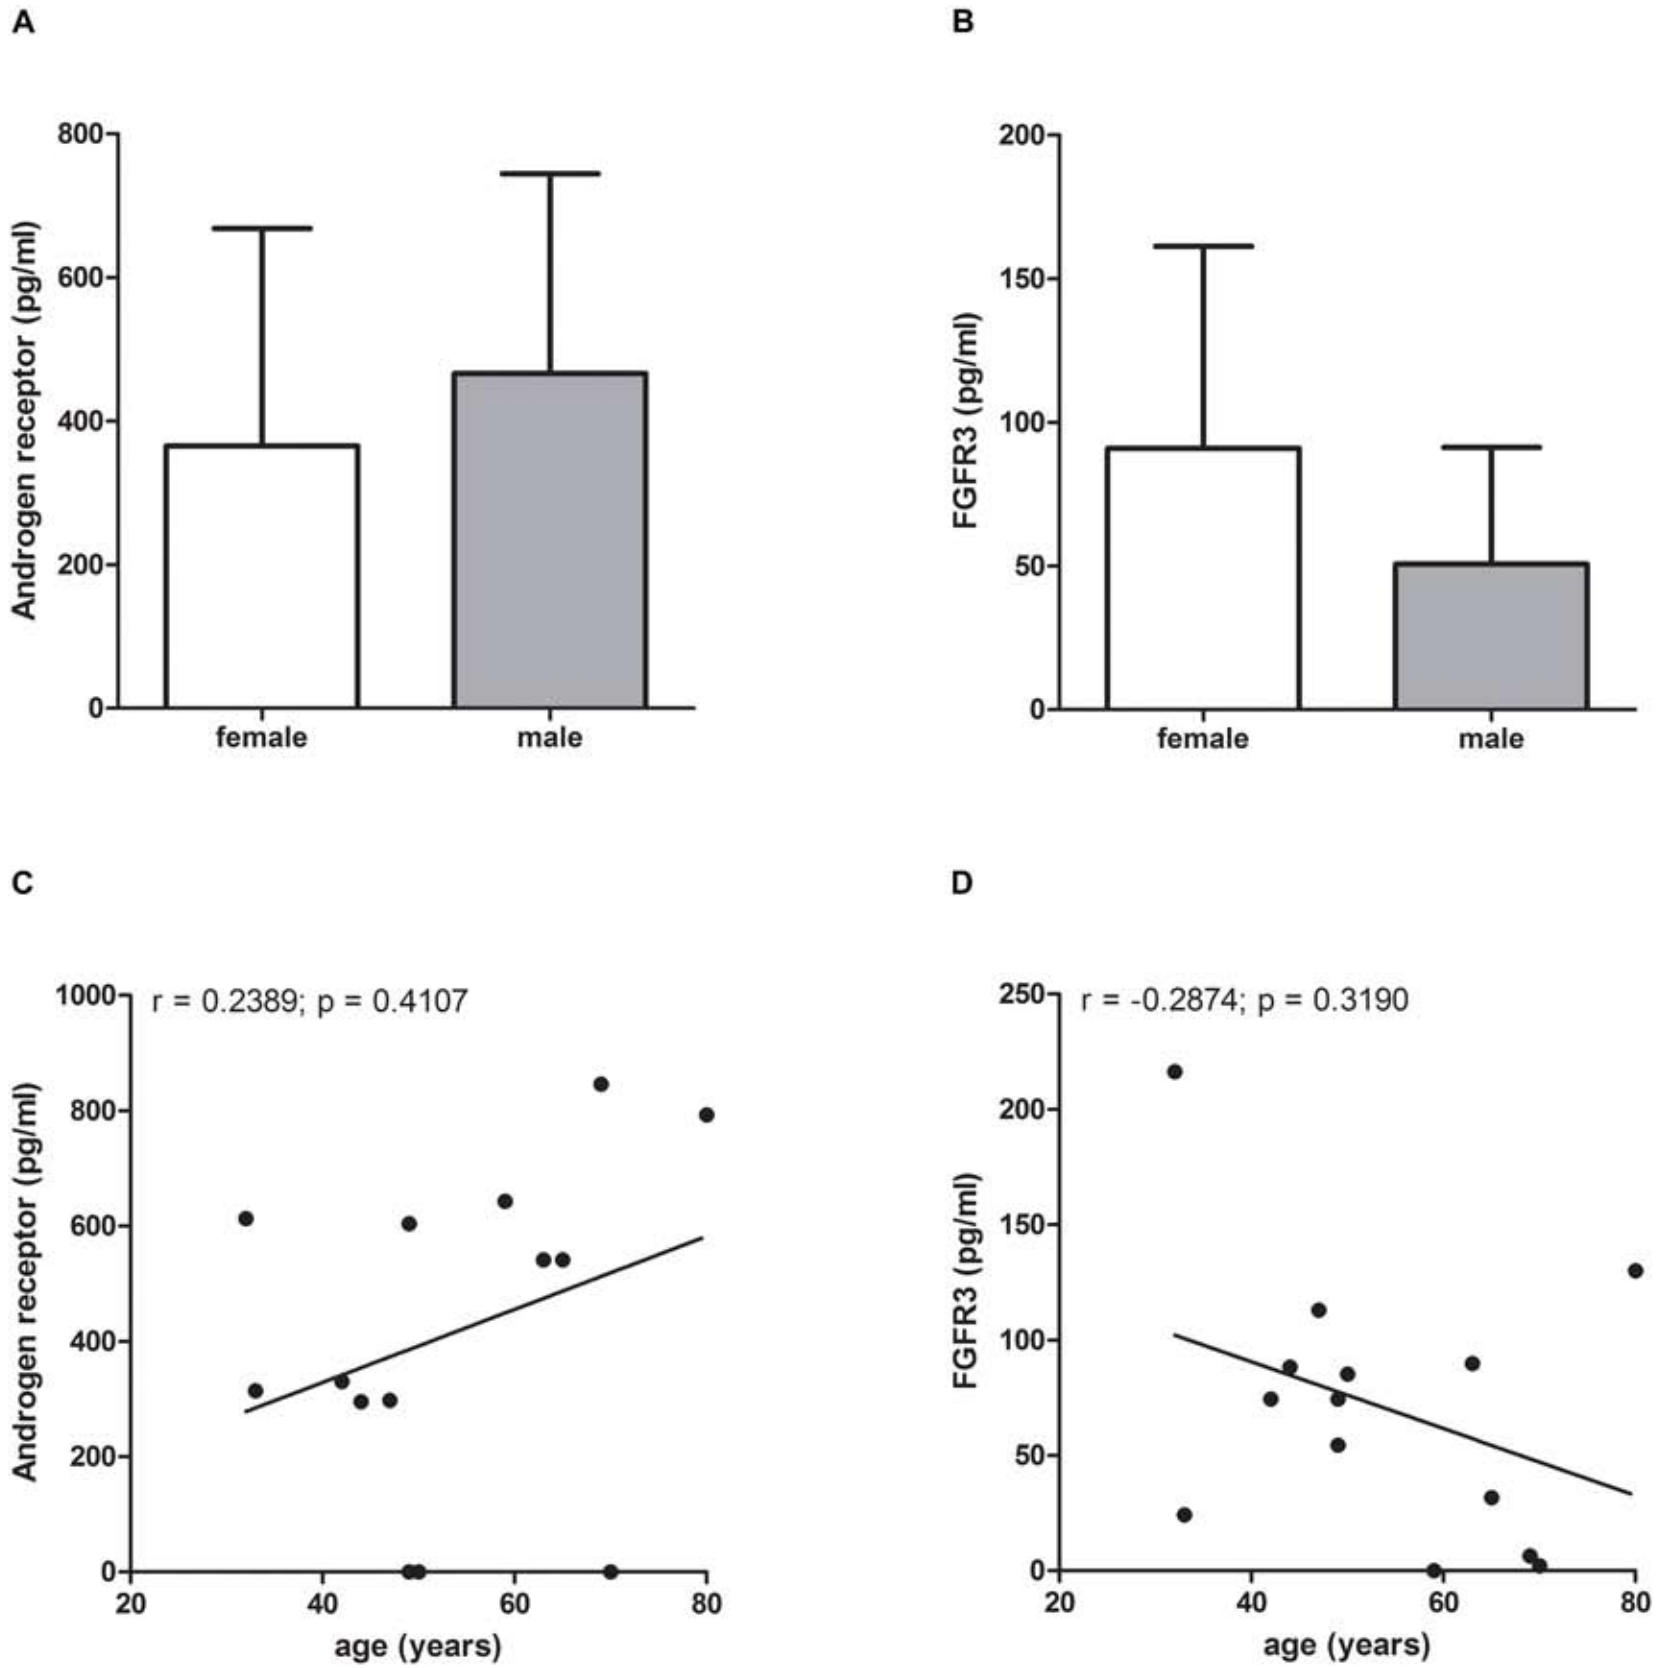 A
Androgen receptor (pg/ml)
800
600
400
200
0
female male
B
FGFR3 (pg/ml)
200
150
100
50
0
female male
C
r = 0.2389; p = 0.4107
Androgen receptor (pg/ml)
1000
800
600
400
200
0
20 40 60 80
age (years)
D
r = -0.2874; p = 0.3190
FGFR3 (pg/ml)
250
200
150
100
50
0
20 40 60 80
age (years)